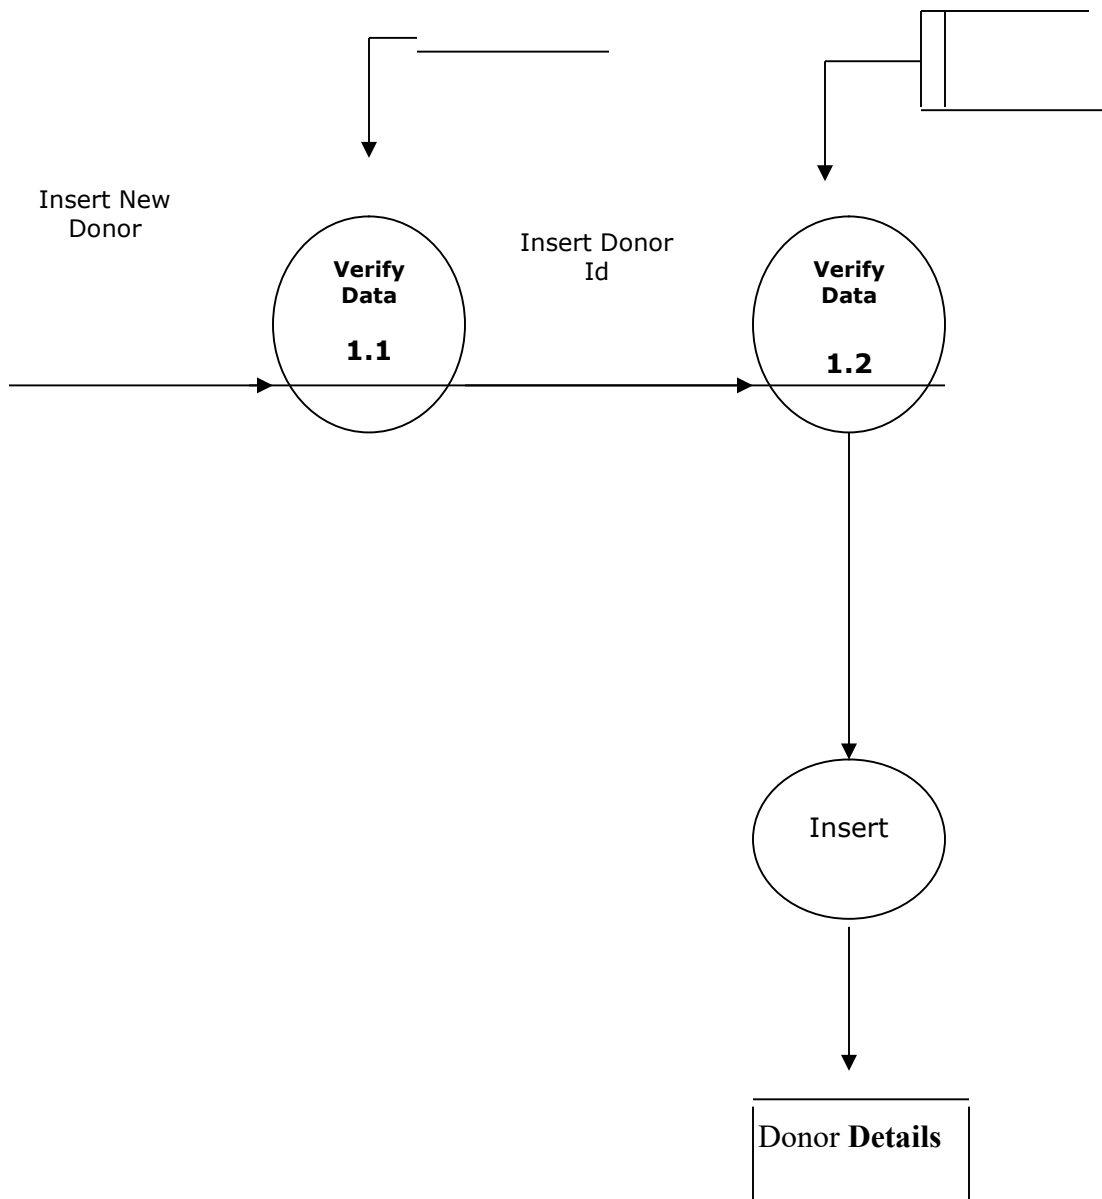 Insert New
Donor
Verify
Data
1.1
Insert Donor
Id
Verify
Data
1.2
Insert
Donor Details